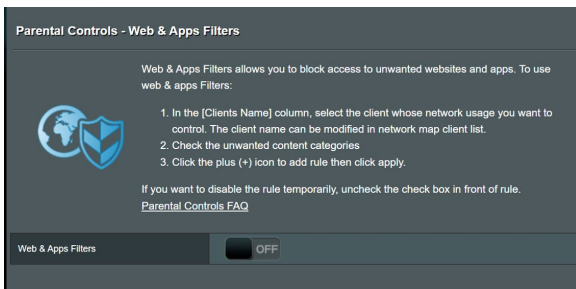 Parental Controls - Web & Apps Filters
Web & Apps Filters allows you to block access to unwanted websites and apps. To use
web & apps Filters:
1. In the [Clients Name] column, select the client whose network usage you want to
control. The client name can be modified in network map client list.
2. Check the unwanted content categories
3. Click the plus (+) icon to add rule then click apply.
If you want to disable the rule temporarily, uncheck the check box in front of rule.
Parental Controls FAQ
Web & Apps Filters OFF